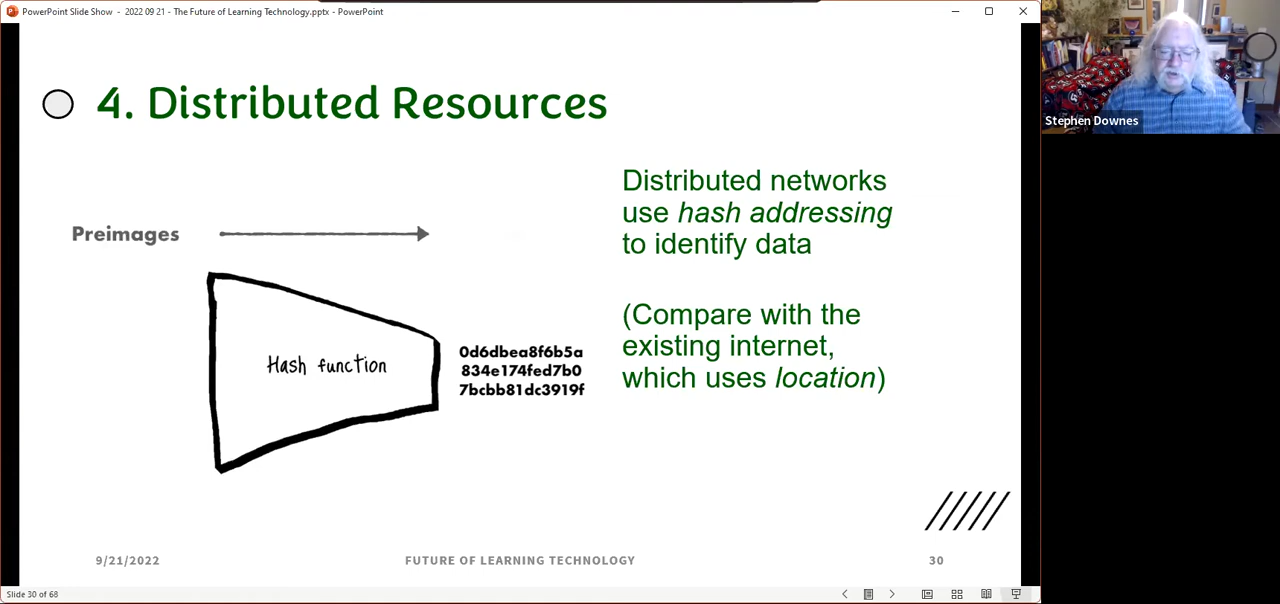 PowerPoint Slide Show - 2022 09 21 - The Future of Learning Technology.pptx - PowerPoint
4. Distributed Resources
Preimages
Hash function
0d6dbea8f6b5a
834e174fed7b0
7bcbb81dc3919f
Distributed networks
use hash addressing
to identify data
(Compare with the
existing internet,
which uses location)
9/21/2022
FUTURE OF LEARNING TECHNOLOGY
30
Slide 30 of 68
Stephen Downes